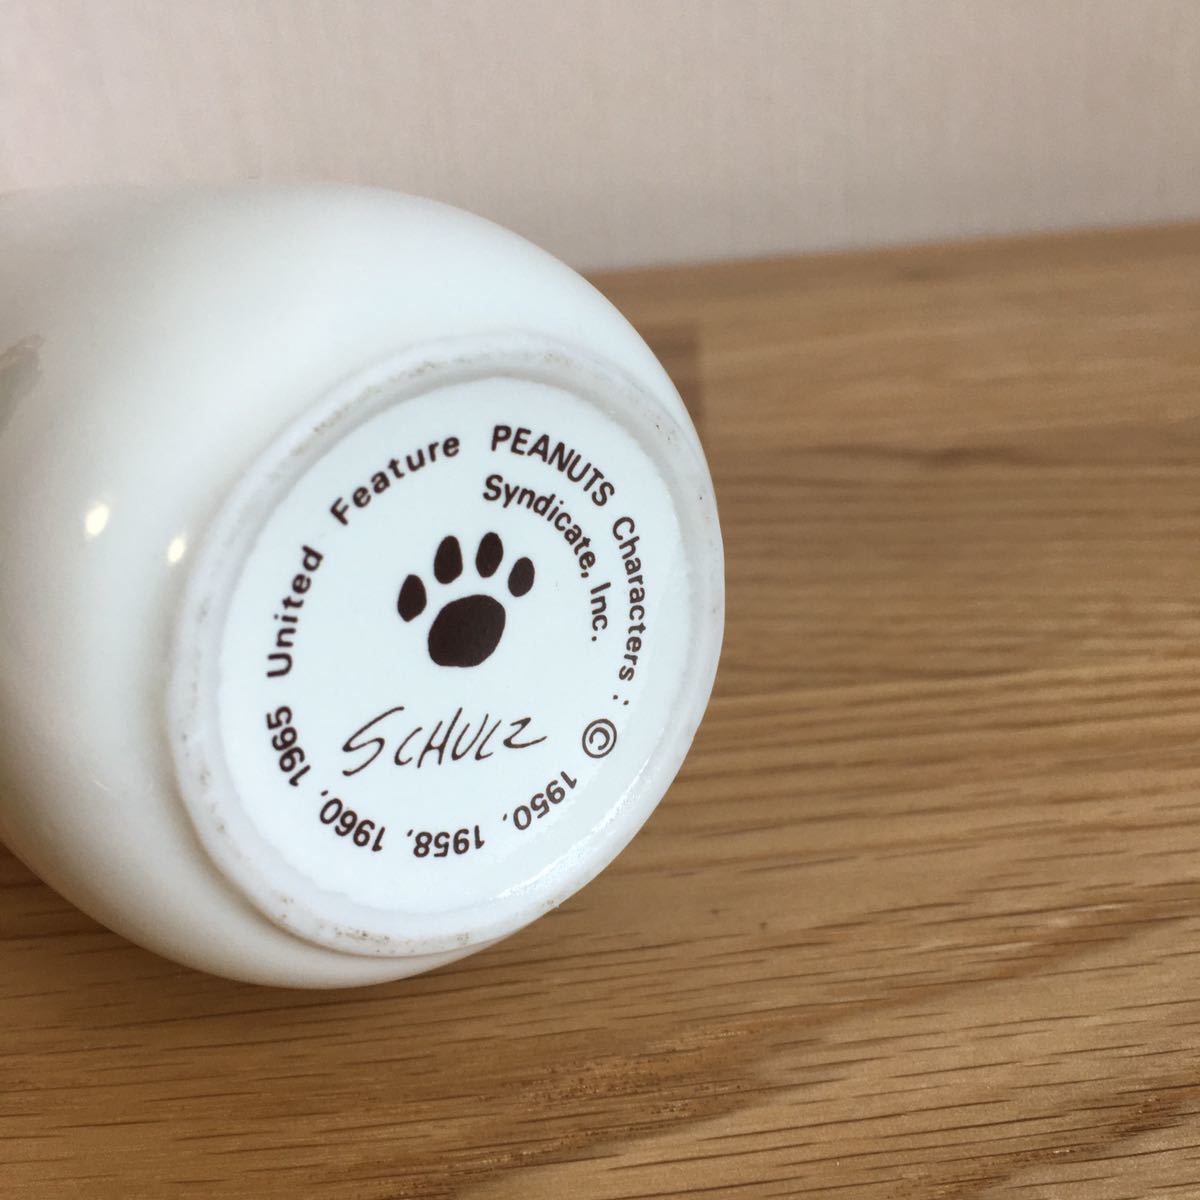 PEANUTS Characters : © 1950, 1958, 1960, 1965 United Feature
Syndicate, Inc.
SCHULZ